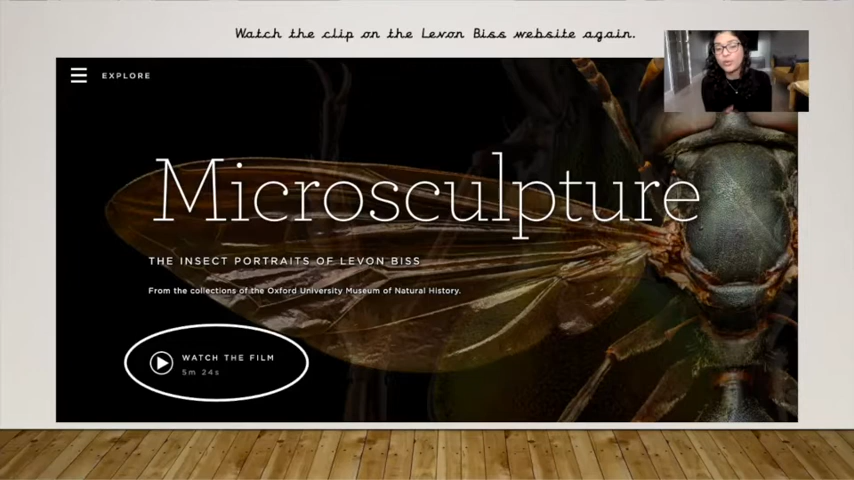 Watch the clip on the Levon Biss website again.
EXPLORE
Microsculpture
THE INSECT PORTRAITS OF LEVON BISS
From the collections of the Oxford University Museum of Natural History.
WATCH THE FILM
5m 24s